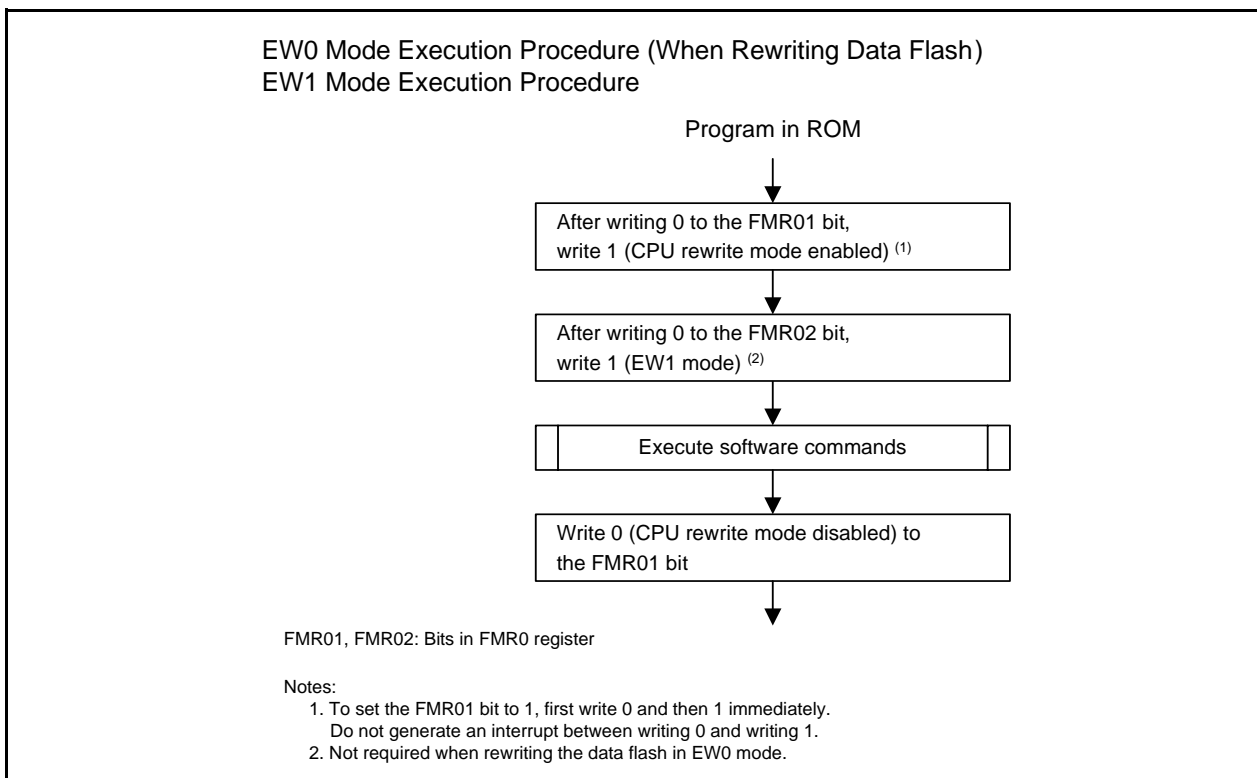 EW0 Mode Execution Procedure (When Rewriting Data Flash)
EW1 Mode Execution Procedure
Program in ROM
After writing 0 to the FMR01 bit,
write 1 (CPU rewrite mode enabled) (1)
After writing 0 to the FMR02 bit,
write 1 (EW1 mode) (2)
Execute software commands
Write 0 (CPU rewrite mode disabled) to
the FMR01 bit
FMR01, FMR02: Bits in FMR0 register
Notes:
1. To set the FMR01 bit to 1, first write 0 and then 1 immediately.
Do not generate an interrupt between writing 0 and writing 1.
2. Not required when rewriting the data flash in EW0 mode.